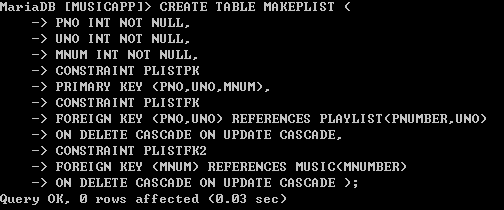 MariaDB [MUSICAPP]> CREATE TABLE MAKEPLIST (
    -> PNO INT NOT NULL,
    -> UNO INT NOT NULL,
    -> MNUM INT NOT NULL,
    -> CONSTRAINT PLISTPK
    -> PRIMARY KEY (PNO,UNO,MNUM),
    -> CONSTRAINT PLISTFK
    -> FOREIGN KEY (PNO,UNO) REFERENCES PLAYLIST(PNUMBER,UNO)
    -> ON DELETE CASCADE ON UPDATE CASCADE,
    -> CONSTRAINT PLISTFK2
    -> FOREIGN KEY (MNUM) REFERENCES MUSIC(MNUMBER)
    -> ON DELETE CASCADE ON UPDATE CASCADE );
Query OK, 0 rows affected (0.03 sec)